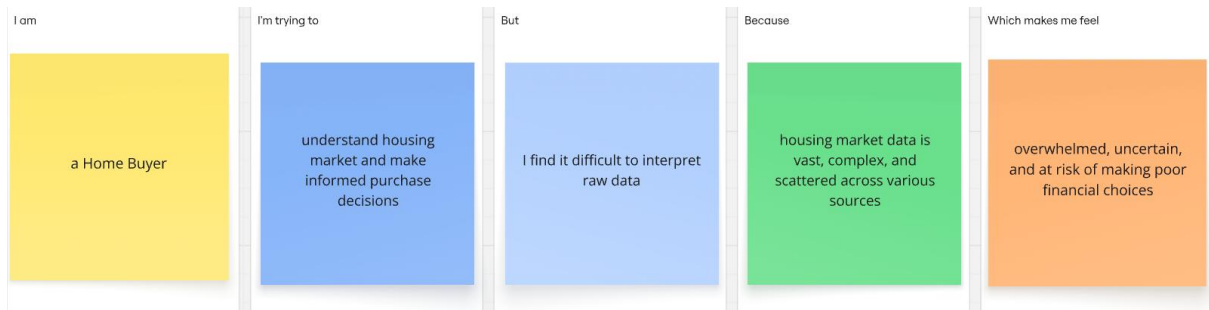 I am
a Home Buyer
I'm trying to
understand housing
market and make
informed purchase
decisions
But
I find it difficult to interpret
raw data
Because
housing market data is
vast, complex, and
scattered across various
sources
Which makes me feel
overwhelmed, uncertain,
and at risk of making poor
financial choices